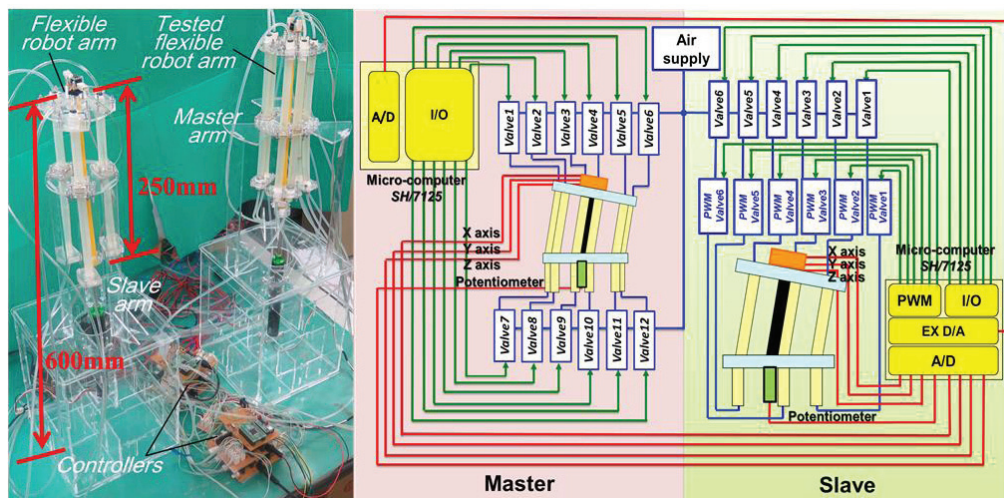 Flexible
robot arm
Tested
flexible
robot arm
Master
arm
250mm
Slave
arm
600mm
Controllers
A/D
I/O
Micro-computer
SH/7125
Valve1
Valve2
Valve3
Valve4
Valve5
Valve6
Air
supply
X axis
Y axis
Z axis
Potentiometer
Valve7
Valve8
Valve9
Valve10
Valve11
Valve12
Master
Valve6
Valve5
Valve4
Valve3
Valve2
Valve1
PWM
Valve6
PWM
Valve5
PWM
Valve4
PWM
Valve3
PWM
Valve2
PWM
Valve1
X axis
Y axis
Z axis
Micro-computer
SH/7125
PWM
I/O
EX D/A
A/D
Potentiometer
Slave